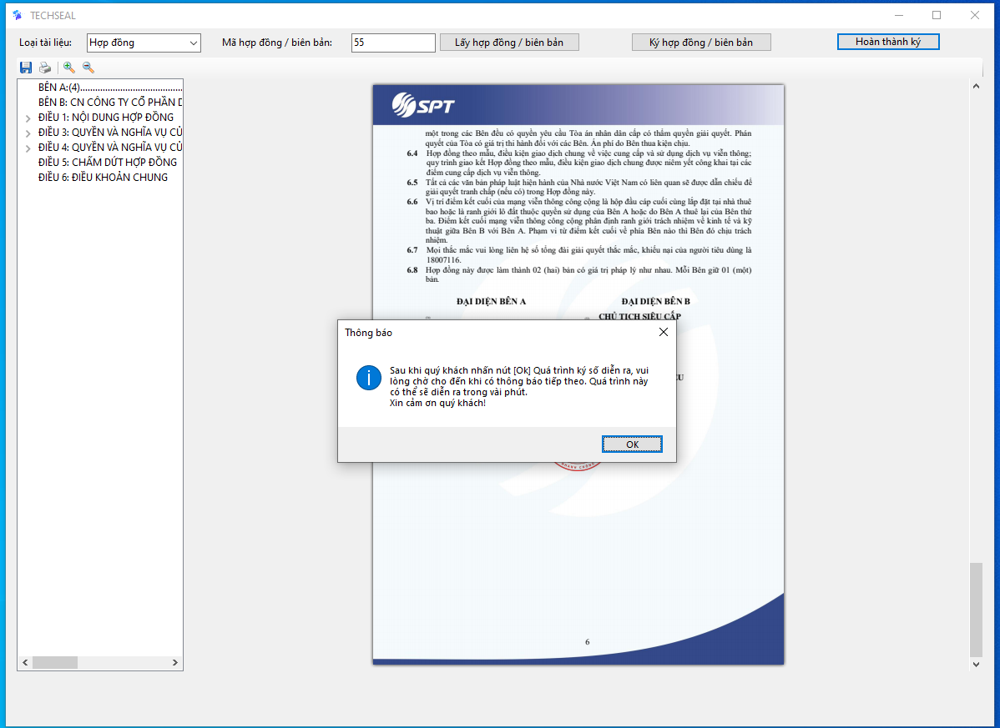 TECHSEAL
Loại tài liệu: Hợp đồng Mã hợp đồng / biên bản: 55 Lấy hợp đồng / biên bản Ký hợp đồng / biên bản Hoàn thành ký
BÊN A:(4)........................................
BÊN B: CN CÔNG TY CỔ PHẦN D
ĐIỀU 1: NỘI DUNG HỢP ĐỒNG
ĐIỀU 3: QUYỀN VÀ NGHĨA VỤ CỦ
ĐIỀU 4: QUYỀN VÀ NGHĨA VỤ CỦ
ĐIỀU 5: CHẤM DỨT HỢP ĐỒNG
ĐIỀU 6: ĐIỀU KHOẢN CHUNG
SPT
một trong các Bên đều có quyền yêu cầu Tòa án nhân dân cấp có thẩm quyền giải quyết. Phán
quyết của Tòa có giá trị thi hành đối với các Bên. Án phí do Bên thua kiện chịu.
6.4 Hợp đồng theo mẫu, điều kiện giao dịch chung về việc cung cấp và sử dụng dịch vụ viễn thông;
quy trình giao kết Hợp đồng theo mẫu, điều kiện giao dịch chung được niêm yết công khai tại các
điểm cung cấp dịch vụ viễn thông.
6.5 Tất cả các văn bản pháp luật hiện hành của Nhà nước Việt Nam có liên quan sẽ được dẫn chiếu để
giải quyết tranh chấp (nếu có) trong Hợp đồng này.
6.6 Vị trí điểm kết cuối của mạng viễn thông công cộng là hộp đầu cáp cuối cùng lắp đặt tại nhà thuê
bao hoặc là ranh giới lô đất thuộc quyền sử dụng của Bên A hoặc do Bên A thuê lại của Bên thứ
ba. Điểm kết cuối mạng viễn thông công cộng phân định ranh giới trách nhiệm về kinh tế và kỹ
thuật giữa Bên B với Bên A. Phạm vi từ điểm kết cuối về phía Bên nào thì Bên đó chịu trách
nhiệm.
6.7 Mọi thắc mắc vui lòng liên hệ số tổng đài giải quyết thắc mắc, khiếu nại của người tiêu dùng là
18007116.
6.8 Hợp đồng này được làm thành 02 (hai) bản có giá trị pháp lý như nhau. Mỗi Bên giữ 01 (một)
bản.
ĐẠI DIỆN BÊN A ĐẠI DIỆN BÊN B
CHỦ TỊCH SIÊU CẤP
Thông báo
Sau khi quý khách nhấn nút [Ok] Quá trình ký số diễn ra, vui
lòng chờ cho đến khi có thông báo tiếp theo. Quá trình này
có thể sẽ diễn ra trong vài phút.
Xin cảm ơn quý khách!
OK
6